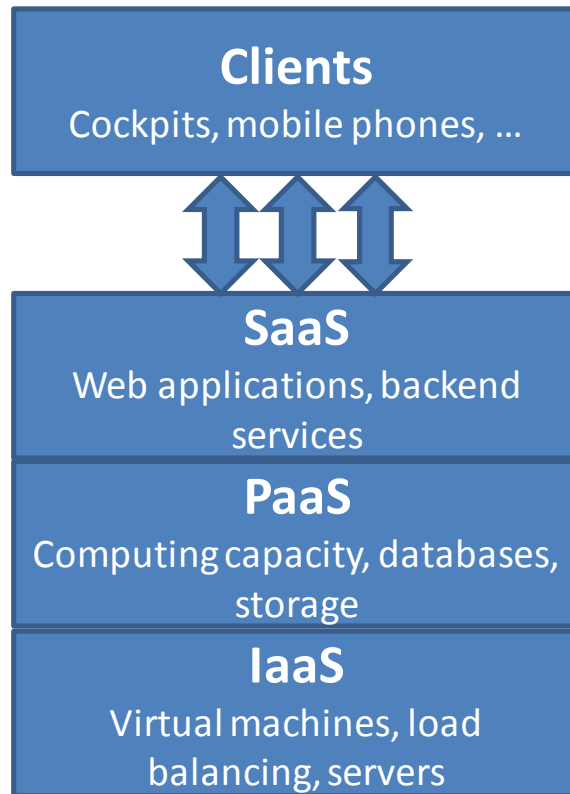 Clients
Cockpits, mobile phones, ...
SaaS
Web applications, backend
services
PaaS
Computing capacity, databases,
storage
IaaS
Virtual machines, load
balancing, servers